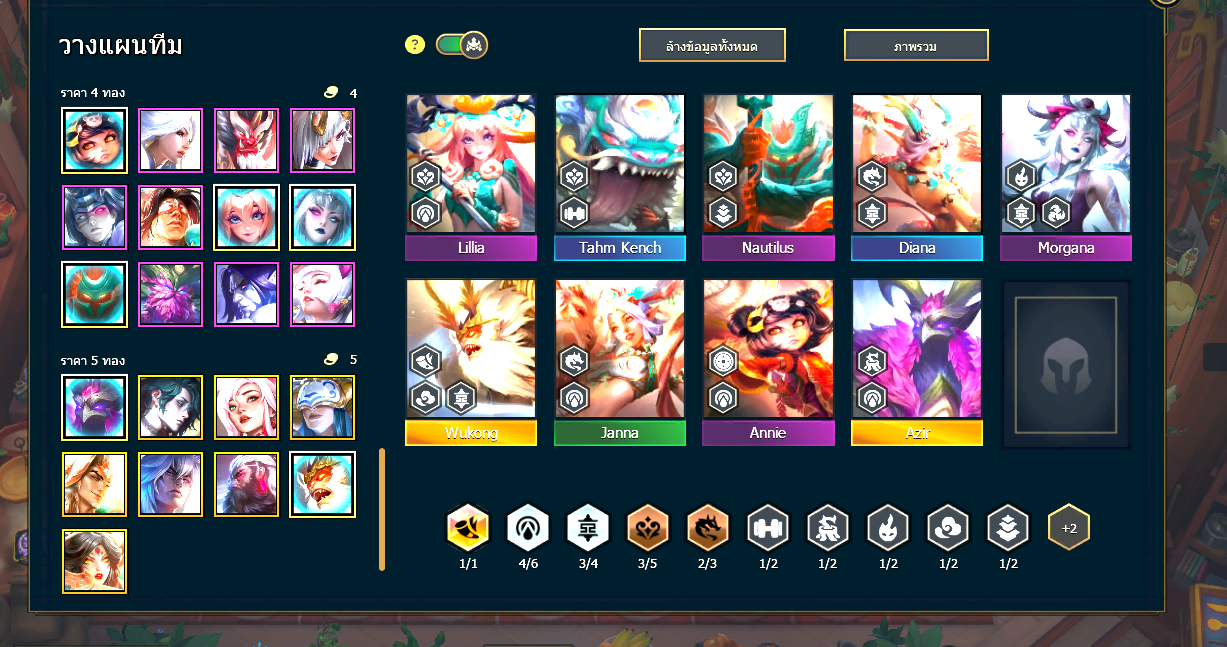 วางแผนทีม
?
ล้างข้อมูลทั้งหมด
ภาพรวม
ราคา 4 ทอง
4
Lillia
Tahm Kench
Nautilus
Diana
Morgana
ราคา 5 ทอง
5
Wukong
Janna
Annie
Azir
1/1
4/6
3/4
3/5
2/3
1/2
1/2
1/2
1/2
1/2
+2